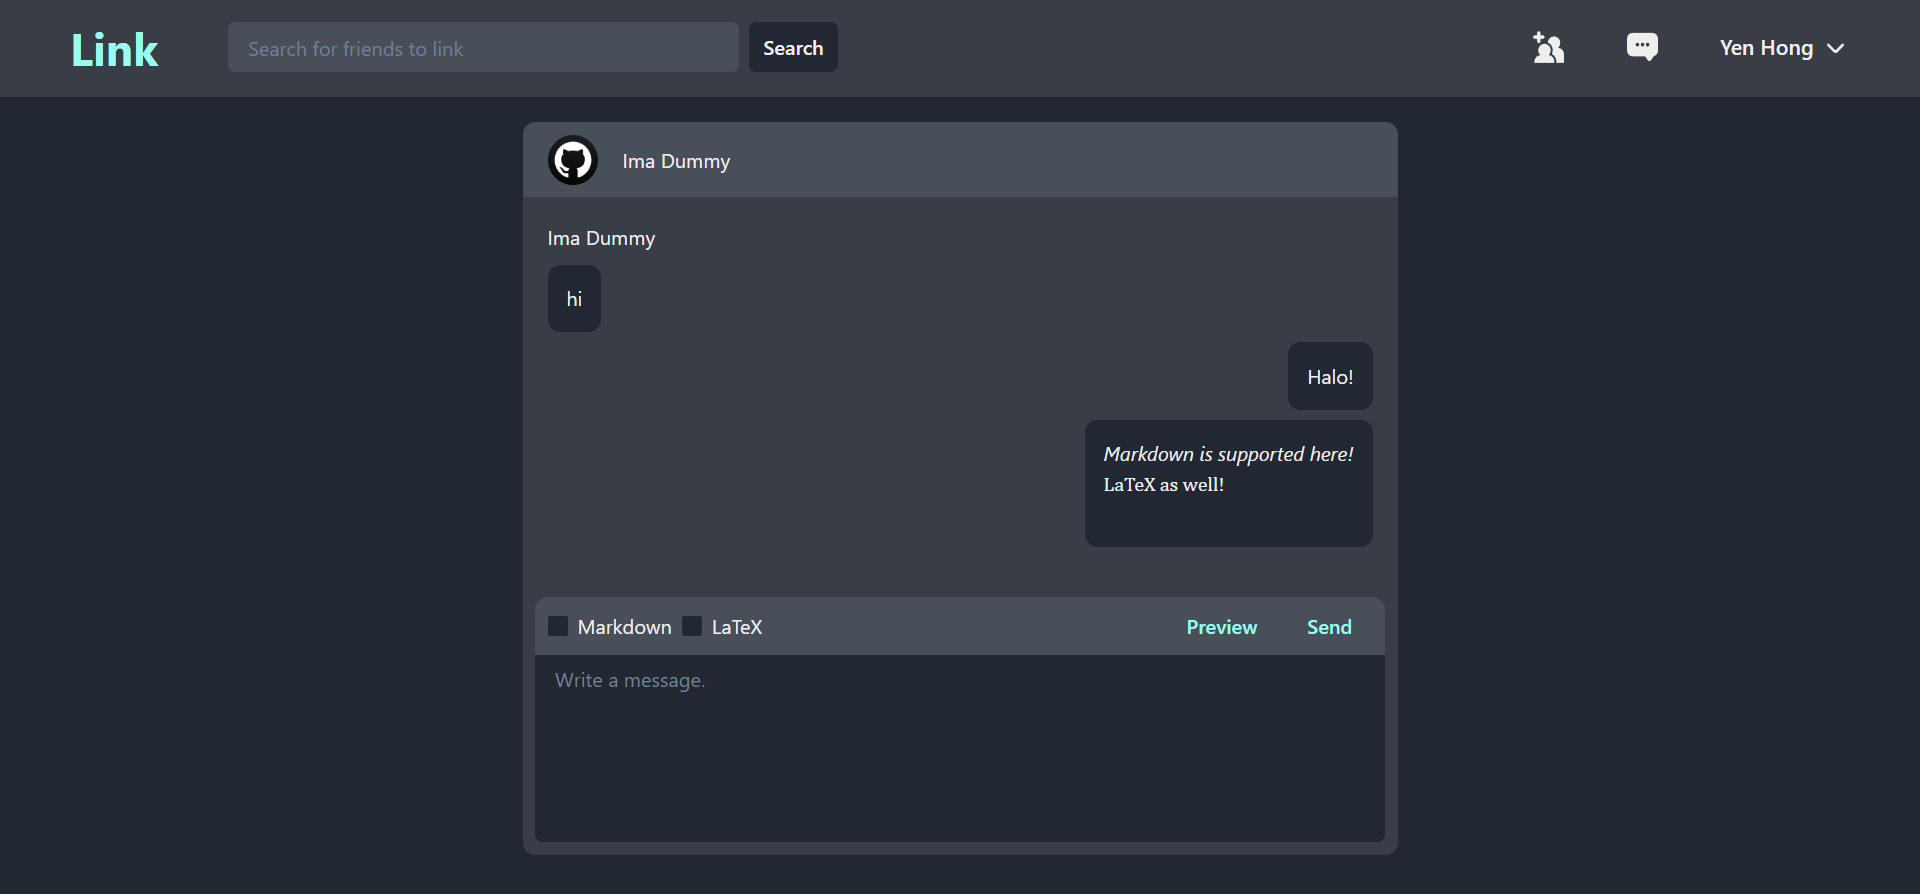 Link
Search for friends to link
Search
Yen Hong
Ima Dummy
Ima Dummy
hi
Halo!
Markdown is supported here!
LaTeX as well!
Markdown
LaTeX
Preview
Send
Write a message.